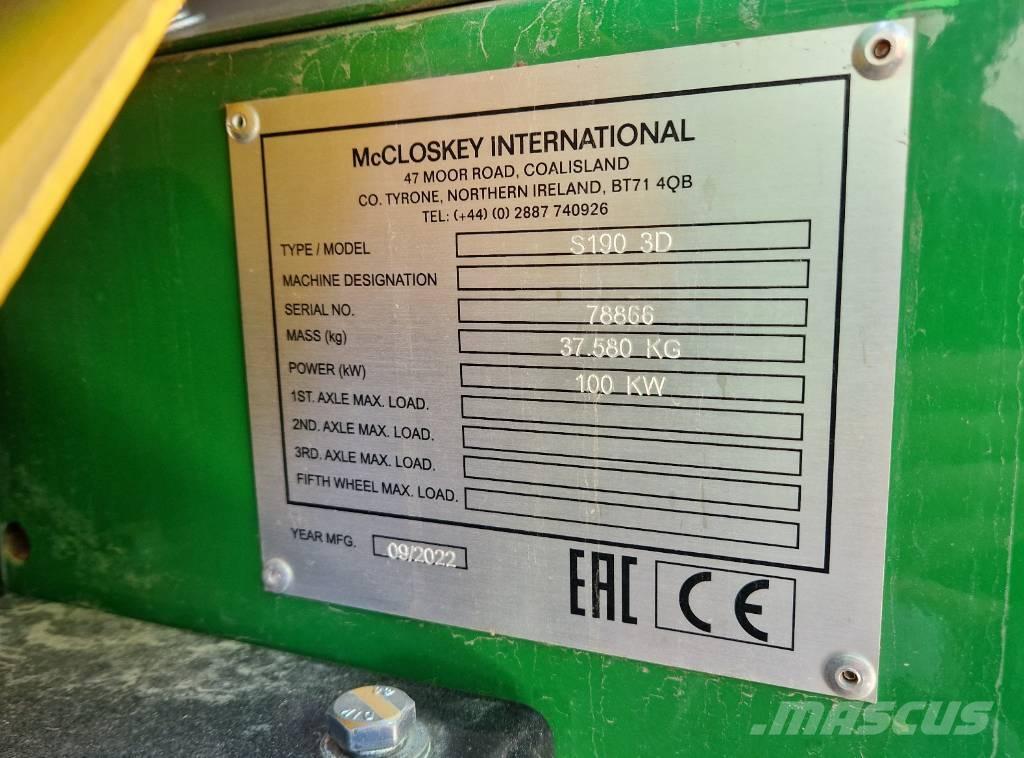 McCLOSKEY INTERNATIONAL
47 MOOR ROAD, COALISLAND
CO. TYRONE, NORTHERN IRELAND, BT71 4QB
TEL: (+44) (0) 2887 740926
TYPE / MODEL S190 3D
MACHINE DESIGNATION
SERIAL NO. 78866
MASS (kg) 37.580 KG
POWER (kW) 100 KW
1ST. AXLE MAX. LOAD.
2ND. AXLE MAX. LOAD.
3RD. AXLE MAX. LOAD.
FIFTH WHEEL MAX. LOAD.
YEAR MFG. 09/2022
EAC CE
MASCUS